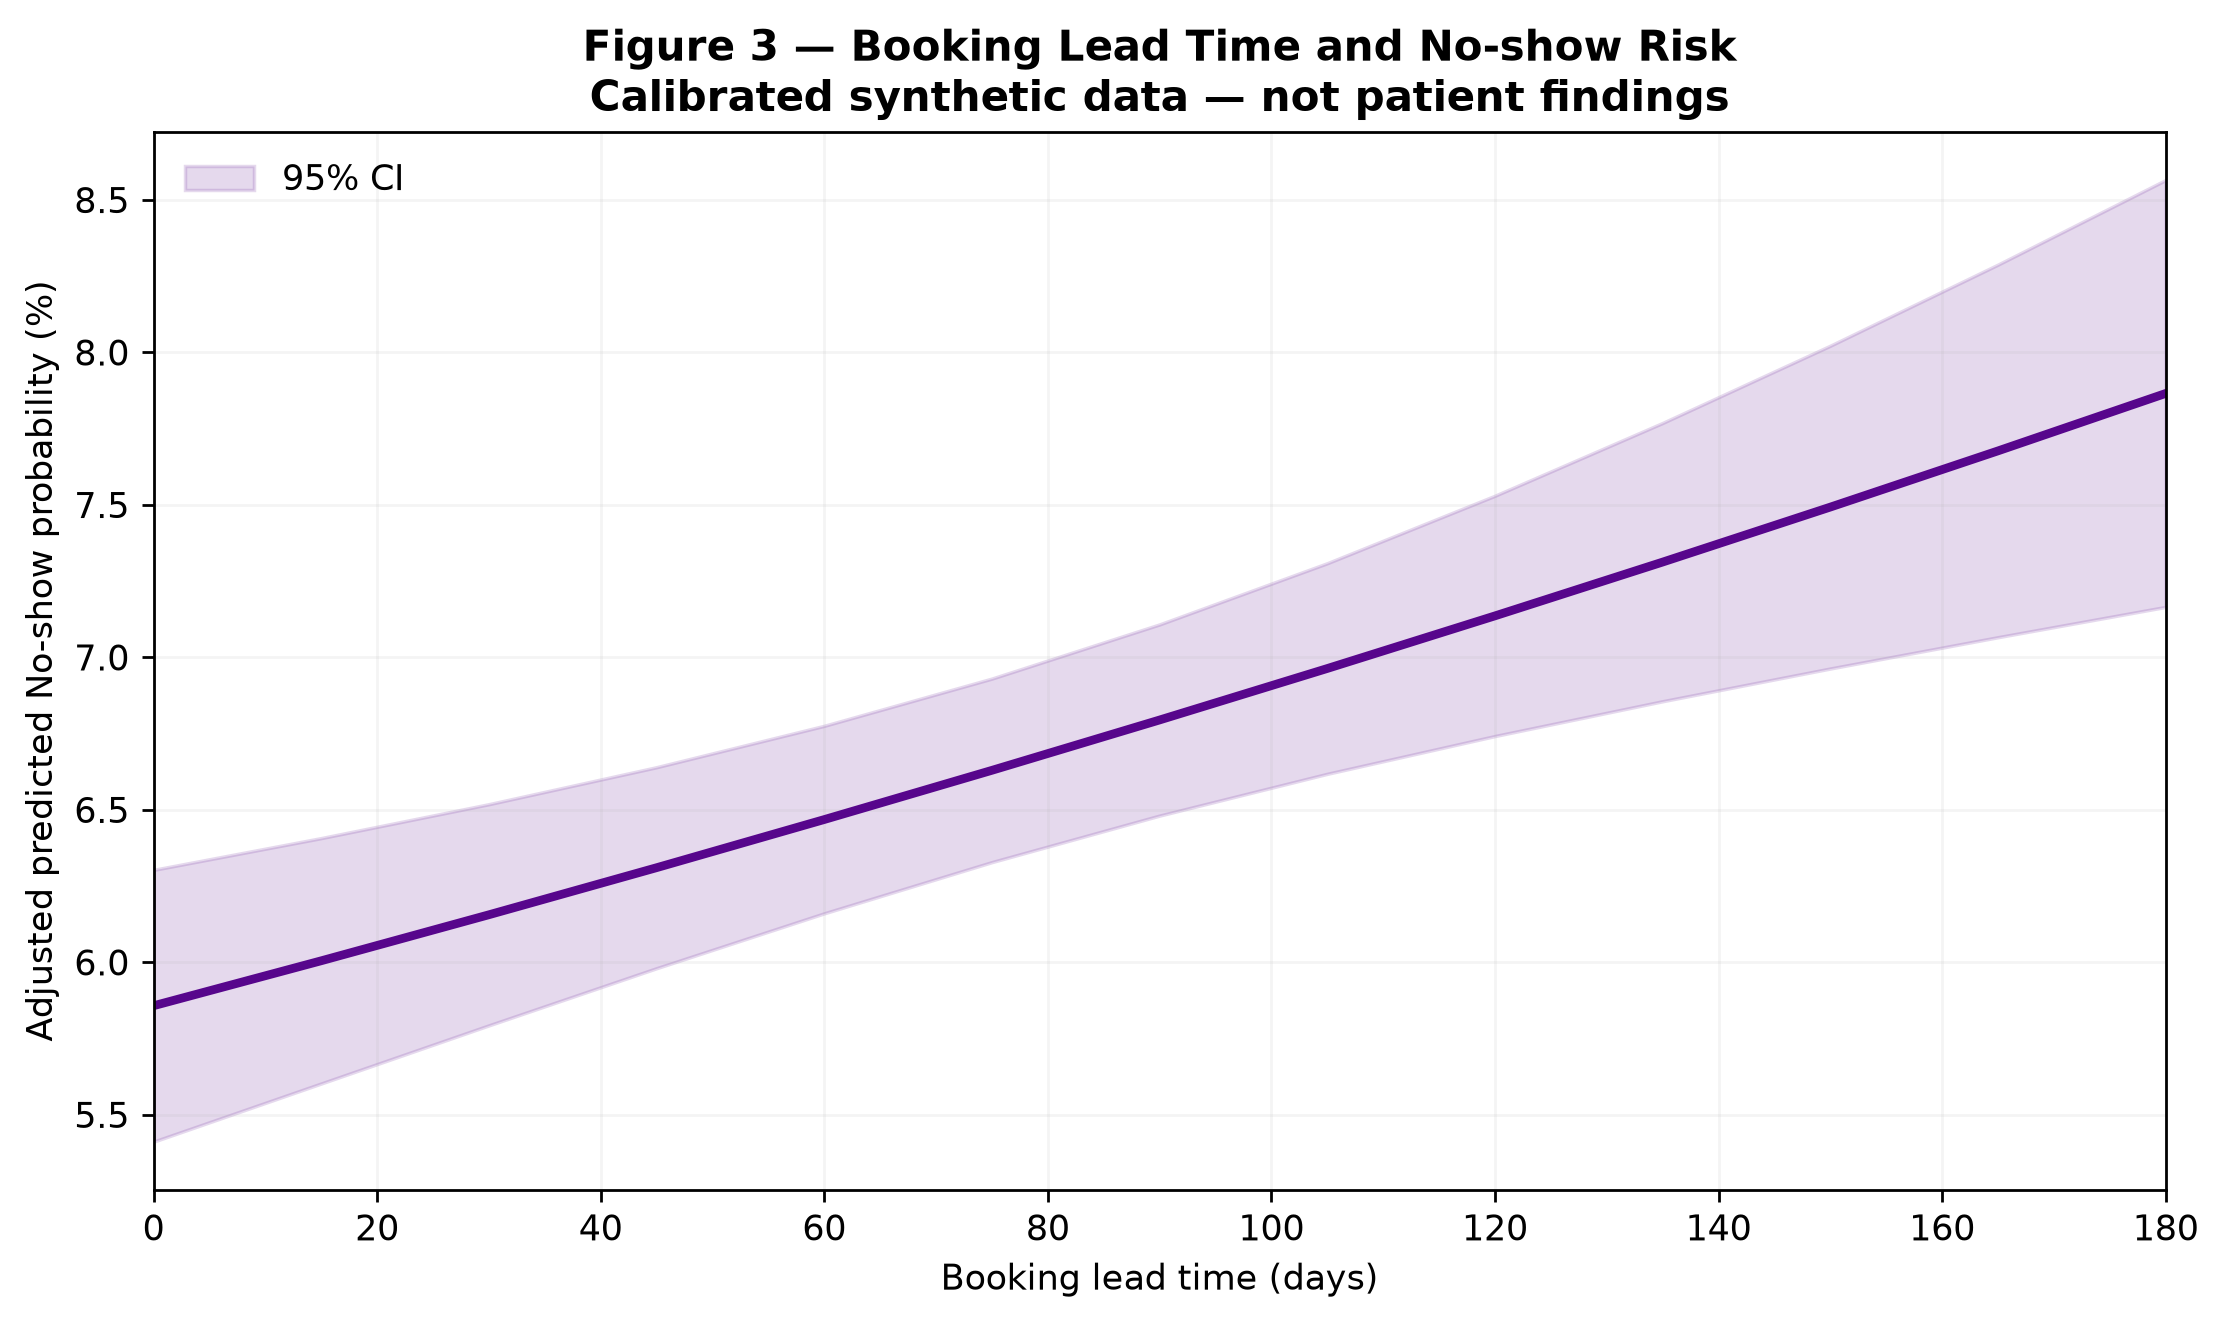 Figure 3 — Booking Lead Time and No-show Risk
Calibrated synthetic data — not patient findings
95% CI
Adjusted predicted No-show probability (%)
8.5
8.0
7.5
7.0
6.5
6.0
5.5
0 20 40 60 80 100 120 140 160 180
Booking lead time (days)